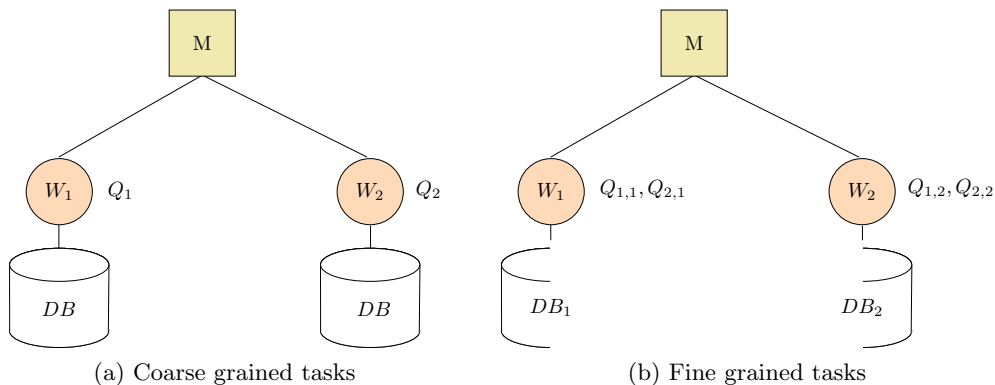 M M
W₁ Q₁ W₂ Q₂ W₁ Q₁,₁, Q₂,₁ W₂ Q₁,₂, Q₂,₂
DB DB DB₁ DB₂
(a) Coarse grained tasks (b) Fine grained tasks